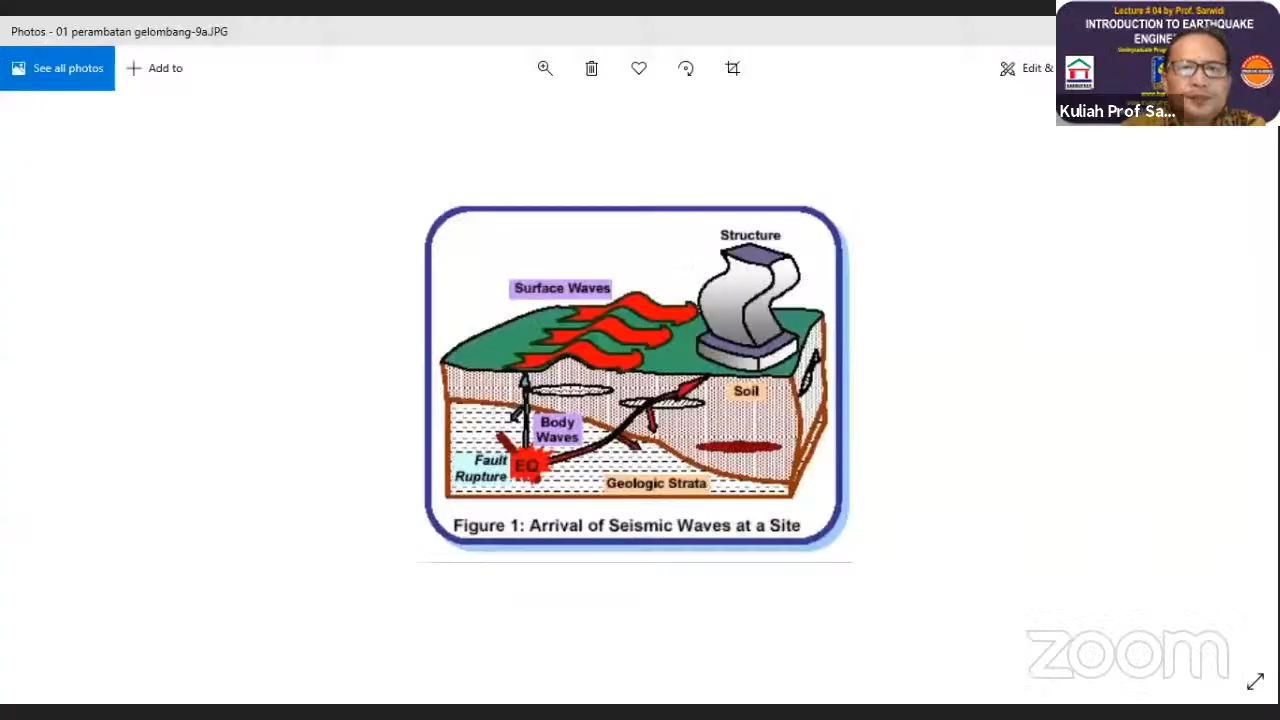 Photos - 01 perambatan gelombang-9a.JPG
See all photos
Add to
Edit &
Lecture # 04 by Prof. Sarwidi
INTRODUCTION TO EARTHQUAKE
Kuliah Prof Sa...
Structure
Surface Waves
Soil
Body
Waves
Fault
Rupture
EQ
Geologic Strata
Figure 1: Arrival of Seismic Waves at a Site
zoom